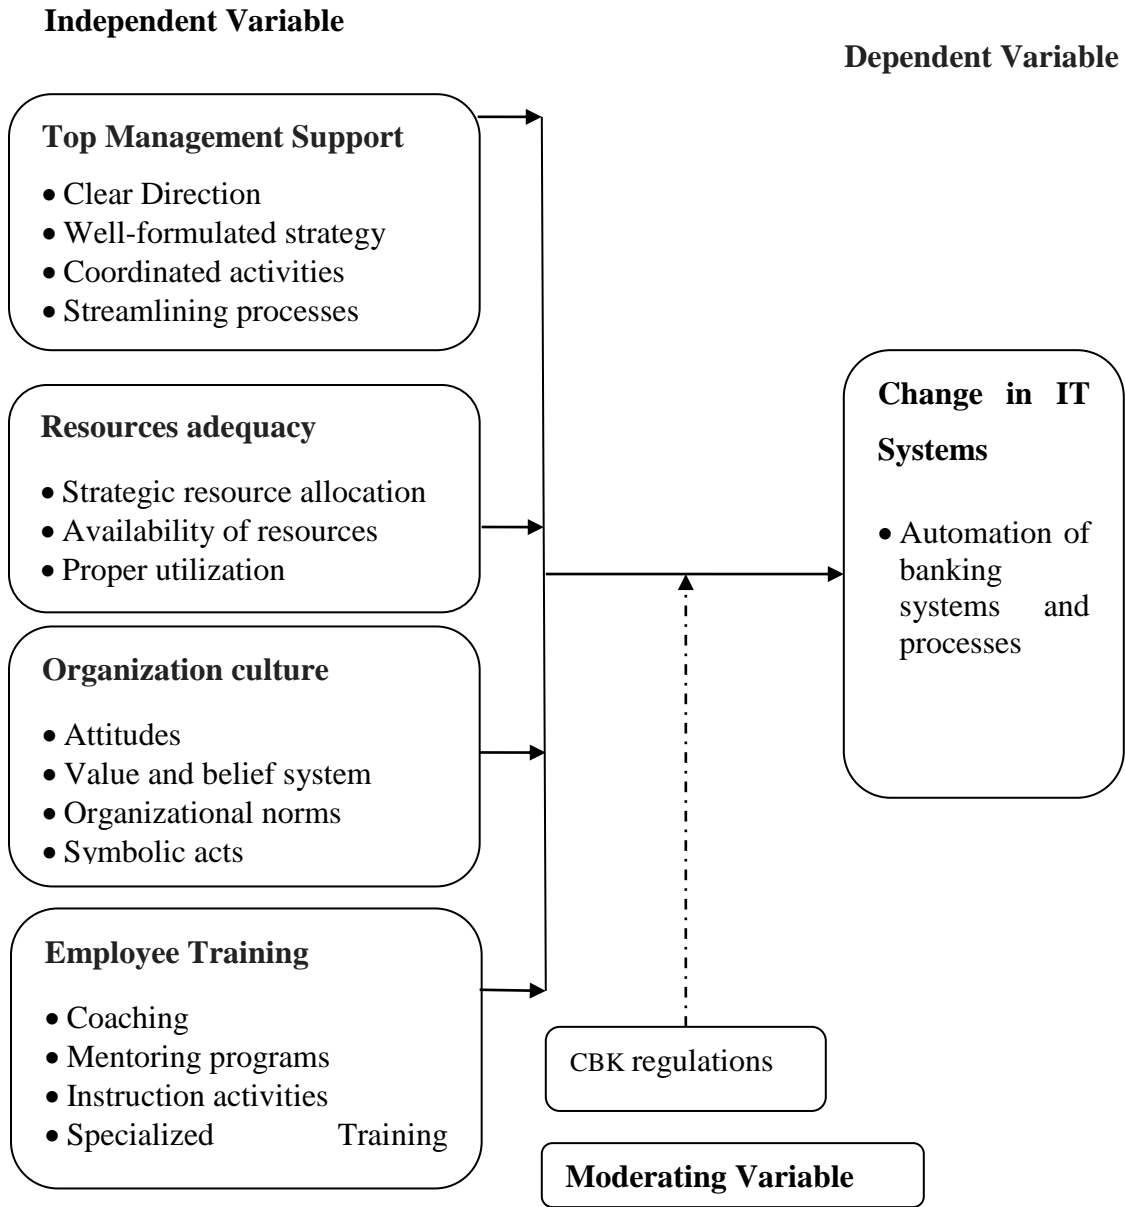 Independent Variable
Dependent Variable
Top Management Support
• Clear Direction
• Well-formulated strategy
• Coordinated activities
• Streamlining processes
Resources adequacy
• Strategic resource allocation
• Availability of resources
• Proper utilization
Organization culture
• Attitudes
• Value and belief system
• Organizational norms
• Symbolic acts
Employee Training
• Coaching
• Mentoring programs
• Instruction activities
• Specialized Training
Change in IT
Systems
• Automation of
banking
systems and
processes
CBK regulations
Moderating Variable